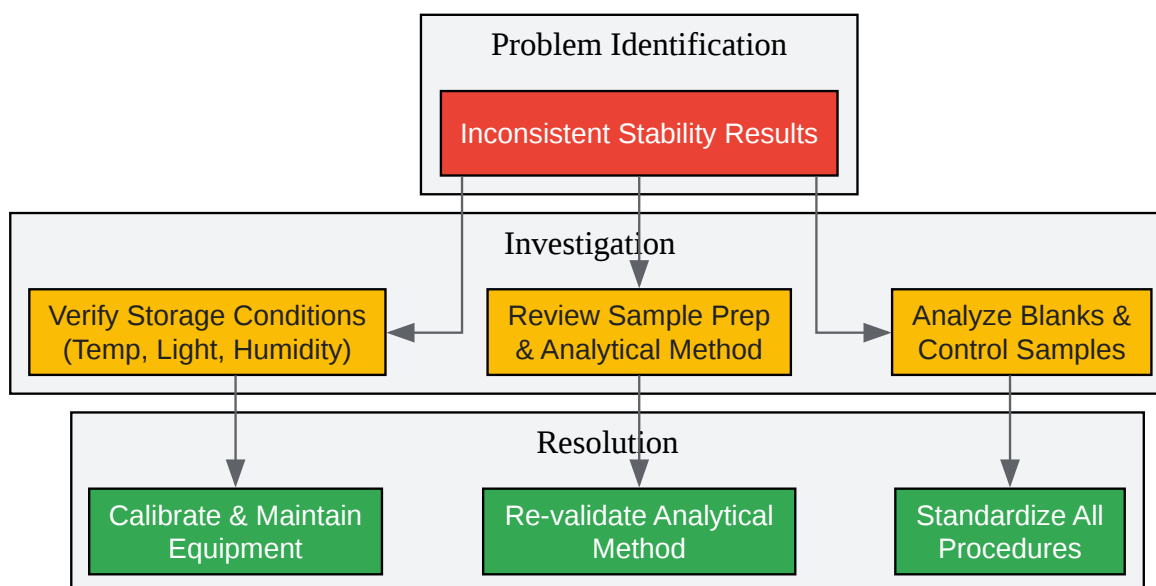 Problem Identification
Inconsistent Stability Results
Investigation
Verify Storage Conditions
(Temp, Light, Humidity)
Review Sample Prep
& Analytical Method
Analyze Blanks &
Control Samples
Resolution
Calibrate & Maintain
Equipment
Re-validate Analytical
Method
Standardize All
Procedures